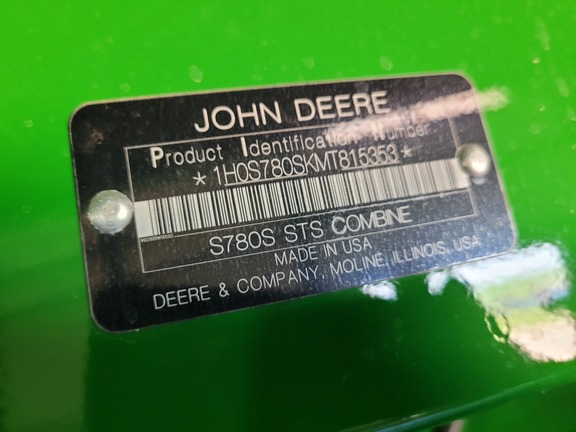 JOHN DEERE
Product Identification Number
*1H0S780SKMT815353*
S780S STS COMBINE
MADE IN USA
DEERE & COMPANY, MOLINE, ILLINOIS, USA